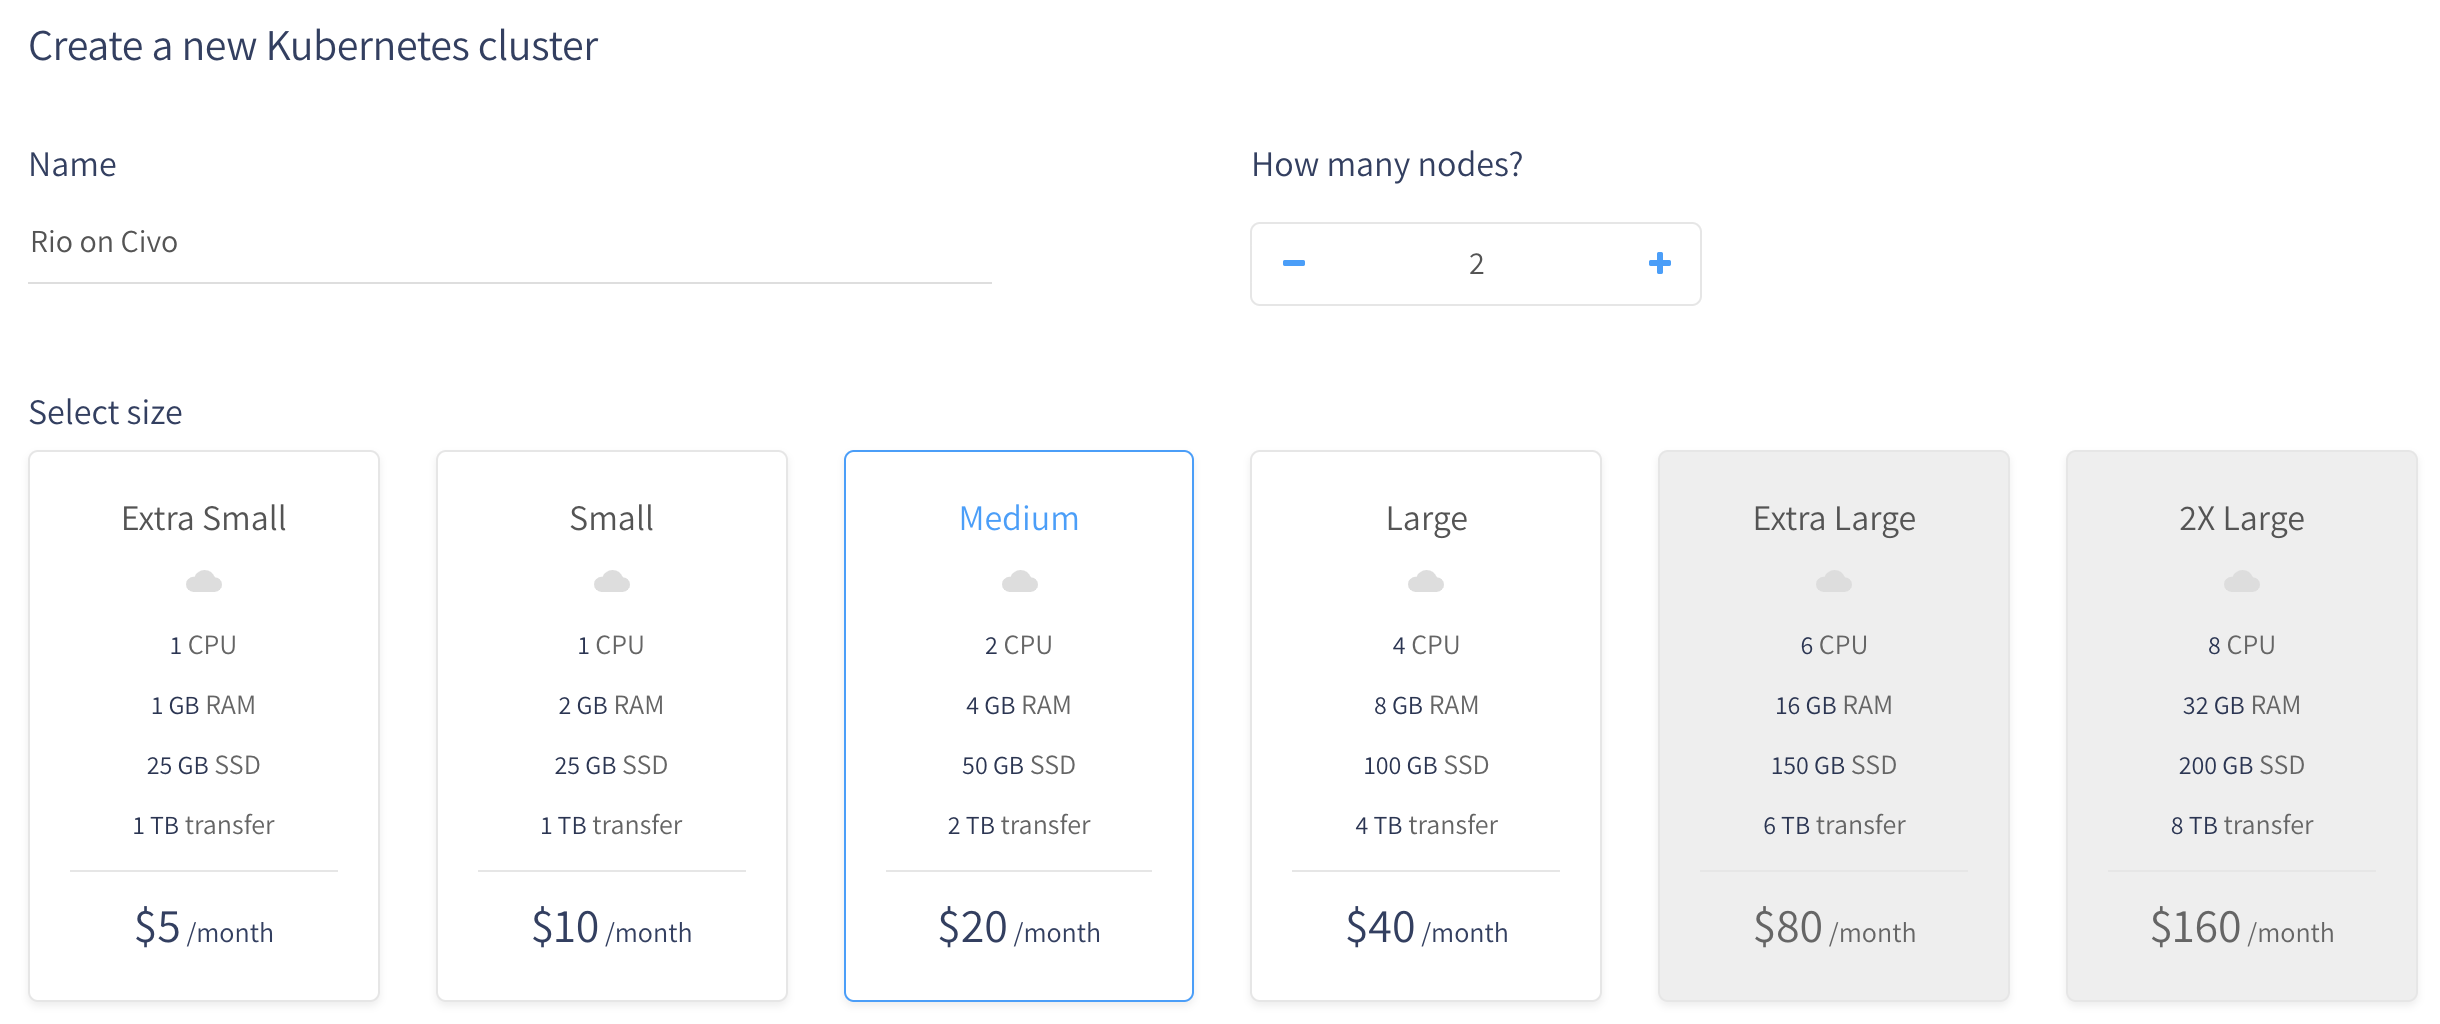 Create a new Kubernetes cluster
Name
How many nodes?
Rio on Civo
2
Select size
Extra Small
1 CPU
1 GB RAM
25 GB SSD
1 TB transfer
$5 /month
Small
1 CPU
2 GB RAM
25 GB SSD
1 TB transfer
$10 /month
Medium
2 CPU
4 GB RAM
50 GB SSD
2 TB transfer
$20 /month
Large
4 CPU
8 GB RAM
100 GB SSD
4 TB transfer
$40 /month
Extra Large
6 CPU
16 GB RAM
150 GB SSD
6 TB transfer
$80 /month
2X Large
8 CPU
32 GB RAM
200 GB SSD
8 TB transfer
$160 /month